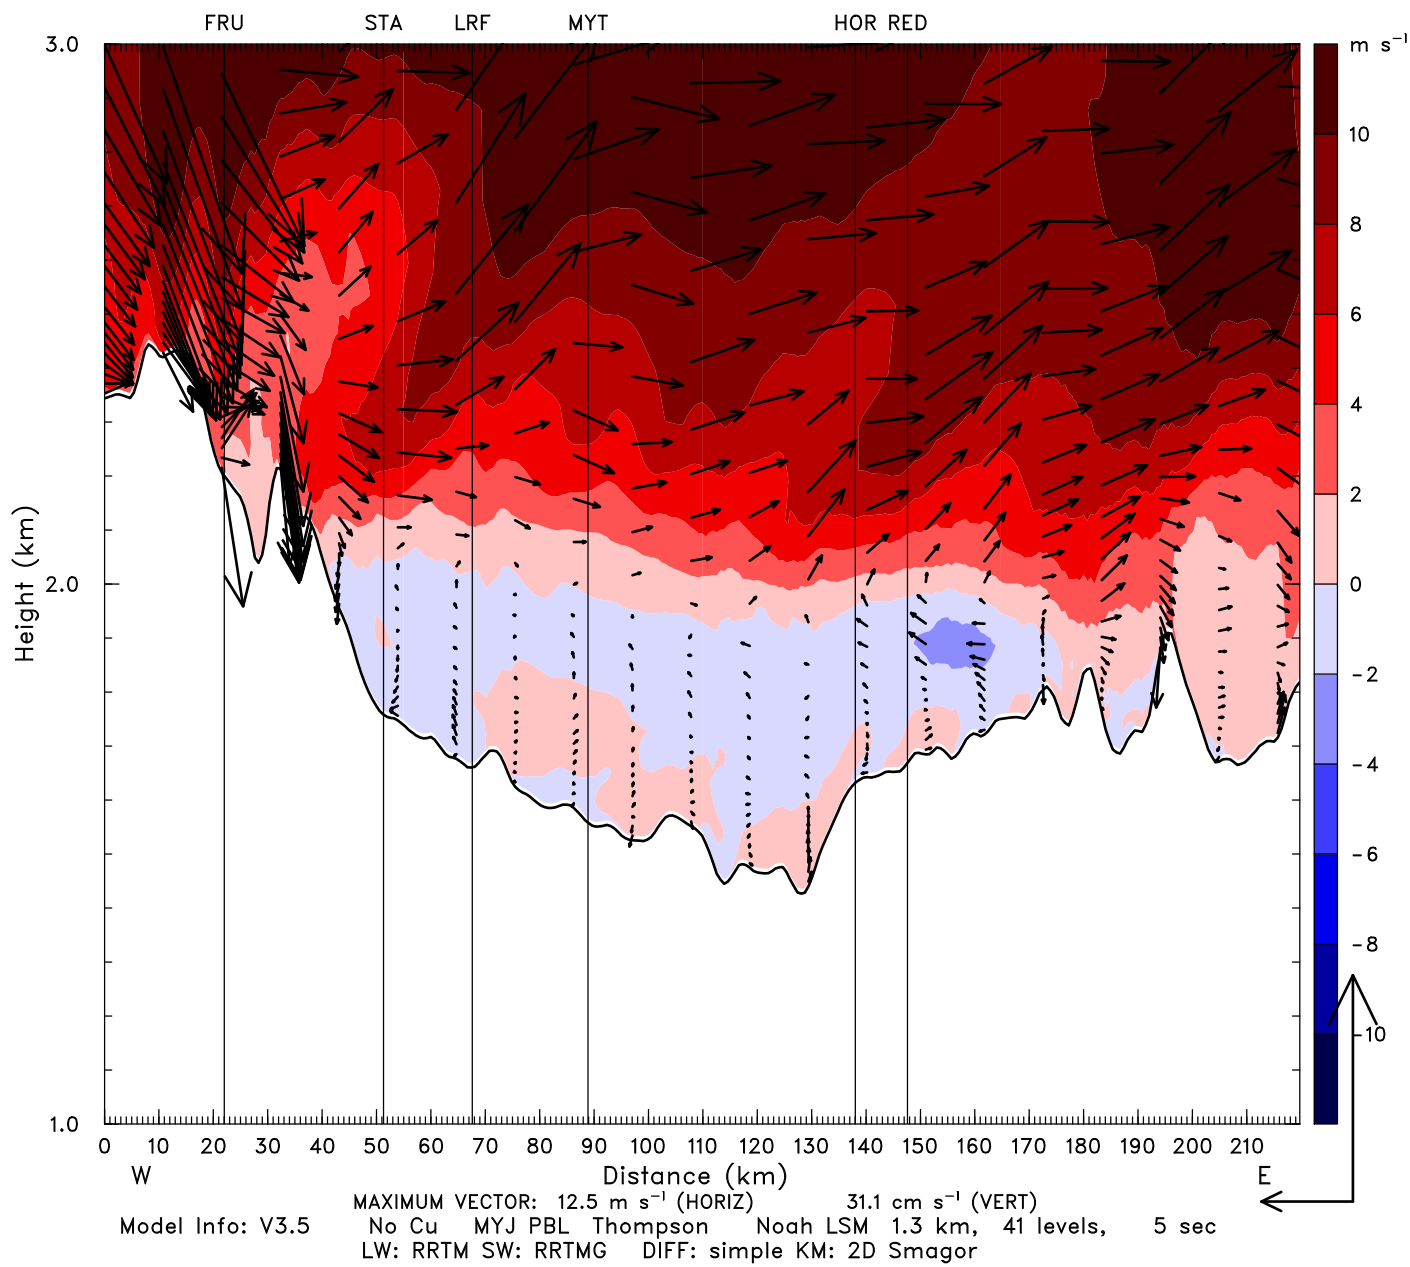 FRU STA LRF MYT HOR RED
3.0
m s⁻¹
10
8
6
4
2
2.0
0
-2
-4
-6
-8
-10
1.0
Height (km)
0 10 20 30 40 50 60 70 80 90 100 110 120 130 140 150 160 170 180 190 200 210
W Distance (km) E
MAXIMUM VECTOR: 12.5 m s⁻¹ (HORIZ) 31.1 cm s⁻¹ (VERT)
Model Info: V3.5 No Cu MYJ PBL Thompson Noah LSM 1.3 km, 41 levels, 5 sec
LW: RRTM SW: RRTMG DIFF: simple KM: 2D Smagor